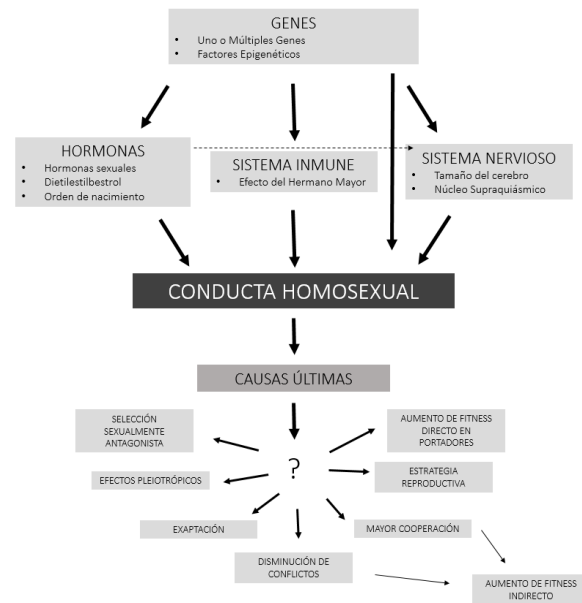 GENES
• Uno o Múltiples Genes
• Factores Epigenéticos
HORMONAS
• Hormonas sexuales
• Dietilestilbestrol
• Orden de nacimiento
SISTEMA INMUNE
• Efecto del Hermano Mayor
SISTEMA NERVIOSO
• Tamaño del cerebro
• Núcleo Supraquiásmico
CONDUCTA HOMOSEXUAL
CAUSAS ÚLTIMAS
SELECCIÓN
SEXUALMENTE
ANTAGONISTA
AUMENTO DE FITNESS
DIRECTO EN
PORTADORES
?
EFECTOS PLEIOTRÓPICOS
ESTRATEGIA
REPRODUCTIVA
EXAPTACIÓN
MAYOR COOPERACIÓN
DISMINUCIÓN DE
CONFLICTOS
AUMENTO DE FITNESS
INDIRECTO